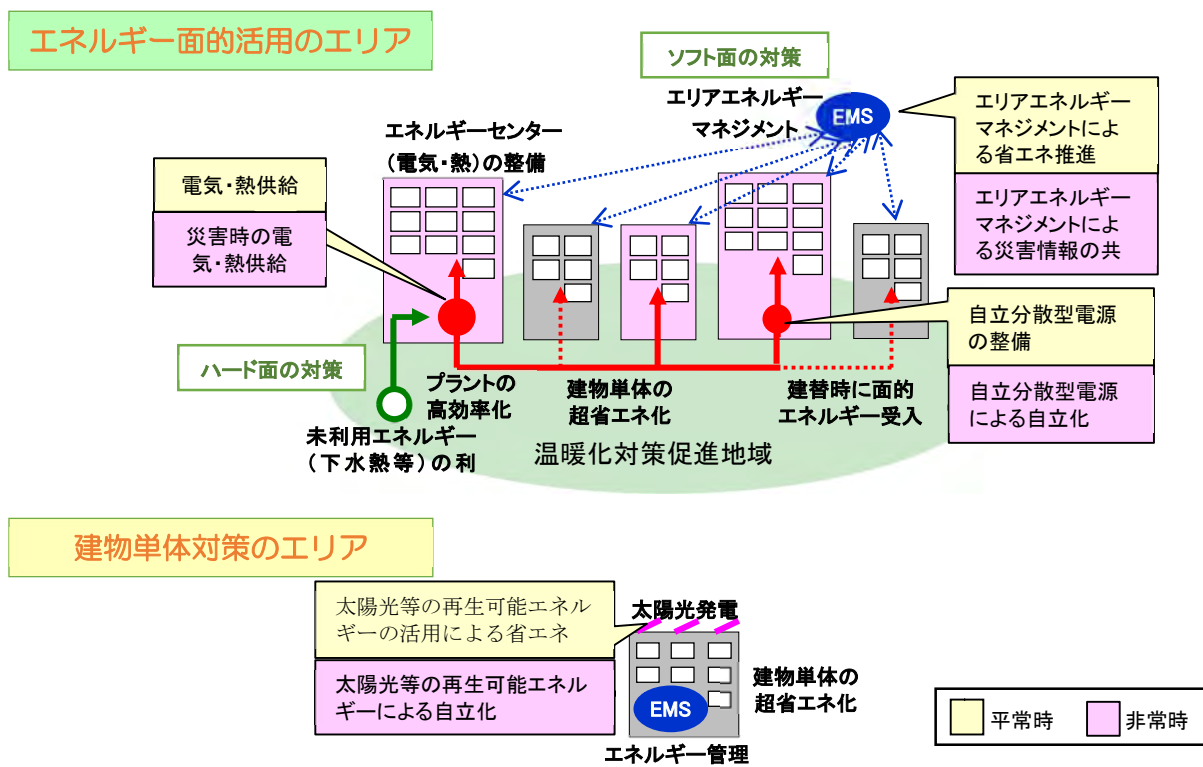 エネルギー面的活用のエリア
ソフト面の対策
エリアエネルギー
マネジメント
EMS
エリアエネルギー
マネジメントによ
る省エネ推進
エリアエネルギー
マネジメントによ
る災害情報の共
エネルギーセンター
(電気・熱)の整備
電気・熱供給
災害時の電
気・熱供給
自立分散型電源
の整備
自立分散型電源
による自立化
ハード面の対策
プラントの
高効率化
建物単体の
超省エネ化
建替時に面的
エネルギー受入
未利用エネルギー
(下水熱等)の利
温暖化対策促進地域
建物単体対策のエリア
太陽光等の再生可能エネル
ギーの活用による省エネ
太陽光等の再生可能エネル
ギーによる自立化
太陽光発電
EMS
建物単体の
超省エネ化
エネルギー管理
平常時
非常時